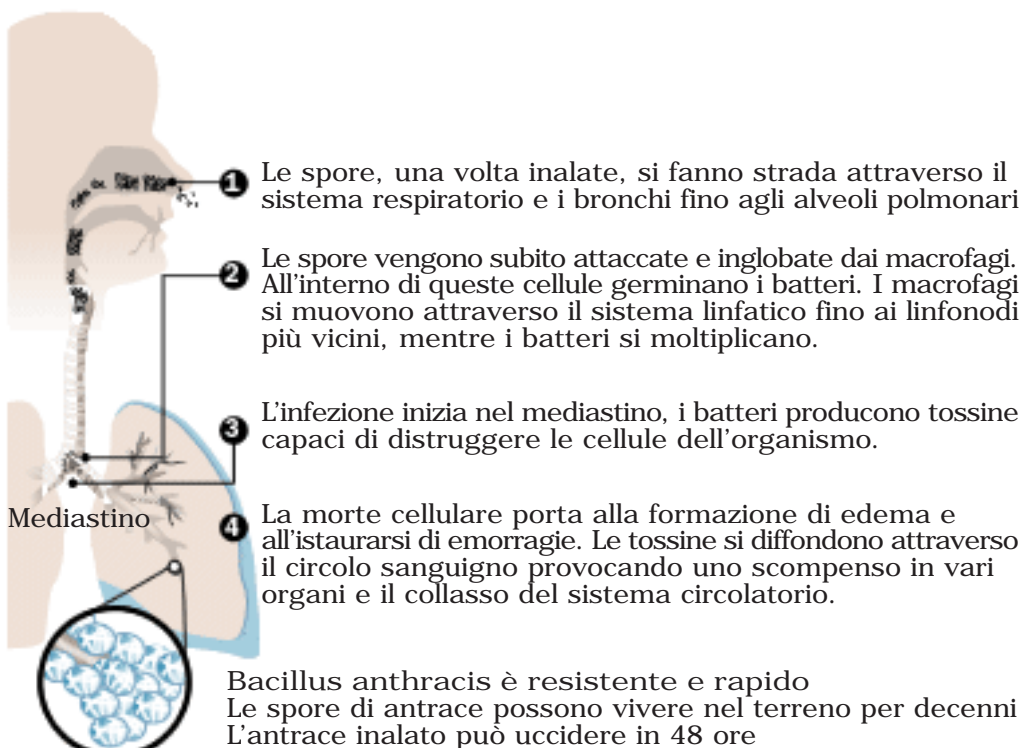 1 Le spore, una volta inalate, si fanno strada attraverso il
sistema respiratorio e i bronchi fino agli alveoli polmonari
2 Le spore vengono subito attaccate e inglobate dai macrofagi.
All'interno di queste cellule germinano i batteri. I macrofagi
si muovono attraverso il sistema linfatico fino ai linfonodi
più vicini, mentre i batteri si moltiplicano.
3 L'infezione inizia nel mediastino, i batteri producono tossine
capaci di distruggere le cellule dell'organismo.
Mediastino
4 La morte cellulare porta alla formazione di edema e
all'istaurarsi di emorragie. Le tossine si diffondono attraverso
il circolo sanguigno provocando uno scompenso in vari
organi e il collasso del sistema circolatorio.
Bacillus anthracis è resistente e rapido
Le spore di antrace possono vivere nel terreno per decenni
L'antrace inalato può uccidere in 48 ore